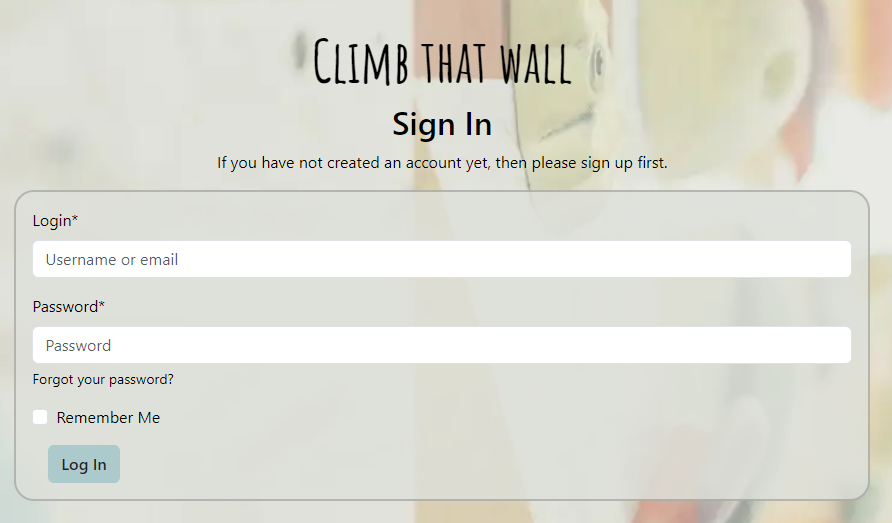 Climb that wall
Sign In
If you have not created an account yet, then please sign up first.
Login*
Username or email
Password*
Password
Forgot your password?
Remember Me
Log In